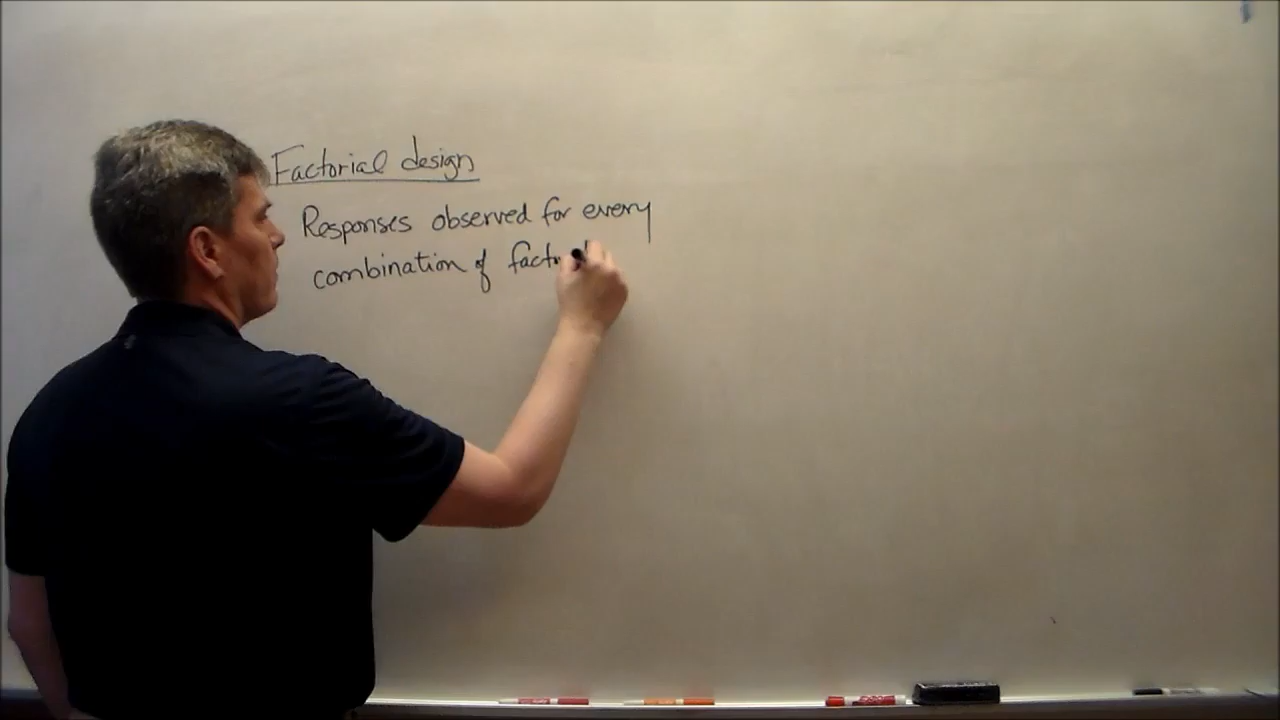 Factorial design
Responses observed for every
combination of